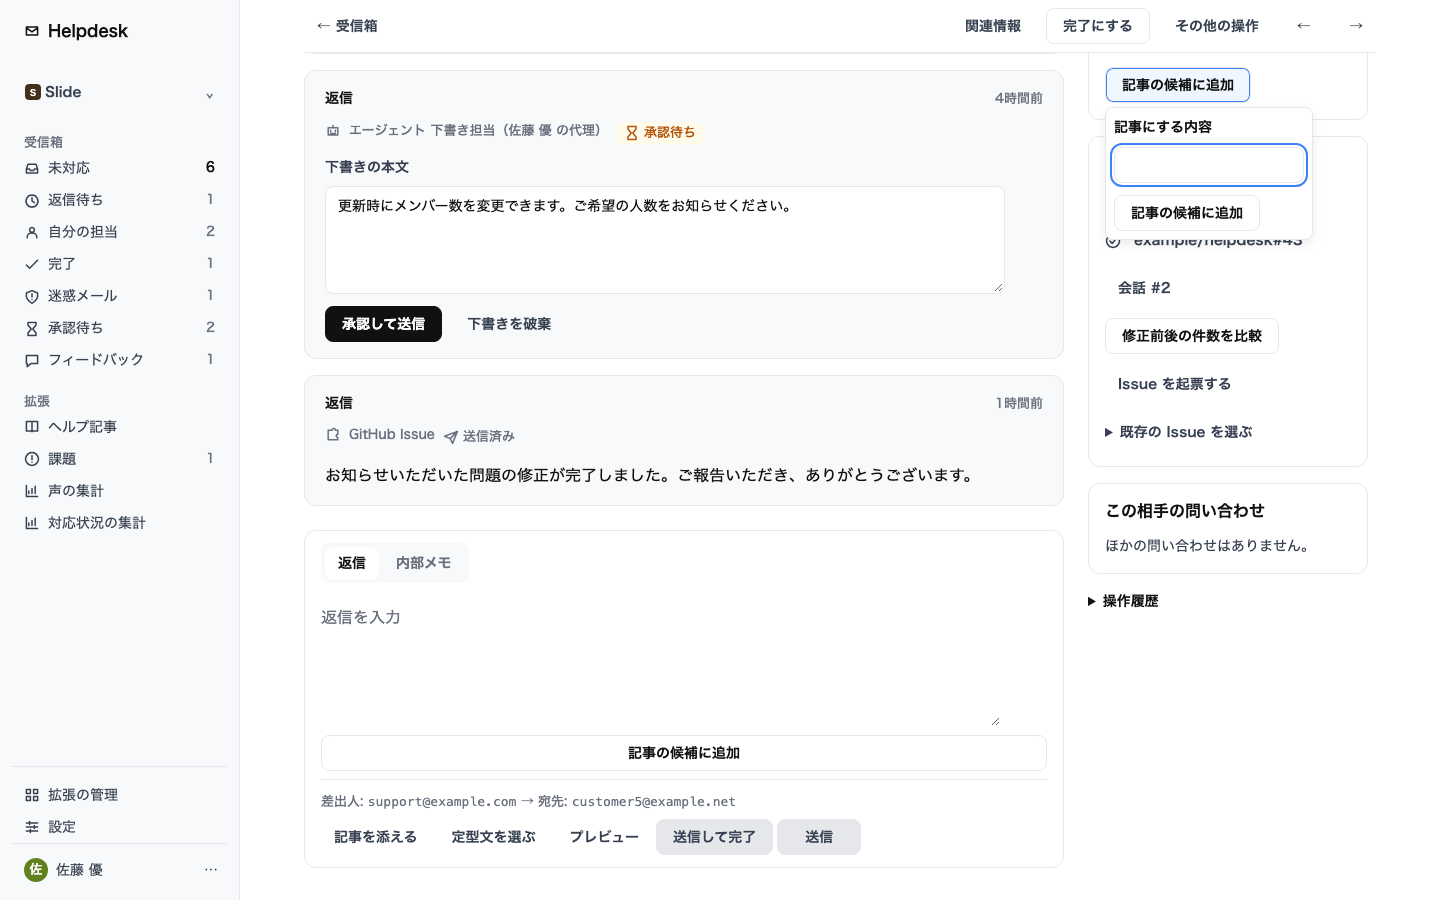 Helpdesk
s Slide
受信箱
未対応 6
返信待ち 1
自分の担当 2
完了 1
迷惑メール 1
承認待ち 2
フィードバック 1
拡張
ヘルプ記事
課題 1
声の集計
対応状況の集計
拡張の管理
設定
佐 佐藤 優 …
← 受信箱 関連情報 完了にする その他の操作 ← →
返信 4時間前
エージェント 下書き担当（佐藤 優 の代理） 承認待ち
下書きの本文
更新時にメンバー数を変更できます。ご希望の人数をお知らせください。
承認して送信 下書きを破棄
返信 1時間前
GitHub Issue 送信済み
お知らせいただいた問題の修正が完了しました。ご報告いただき、ありがとうございます。
返信 内部メモ
返信を入力
記事の候補に追加
差出人: support@example.com → 宛先: customer5@example.net
記事を添える 定型文を選ぶ プレビュー 送信して完了 送信
記事の候補に追加
記事にする内容
記事の候補に追加
example/helpdesk#43
会話 #2
修正前後の件数を比較
Issue を起票する
▶ 既存の Issue を選ぶ
この相手の問い合わせ
ほかの問い合わせはありません。
▶ 操作履歴